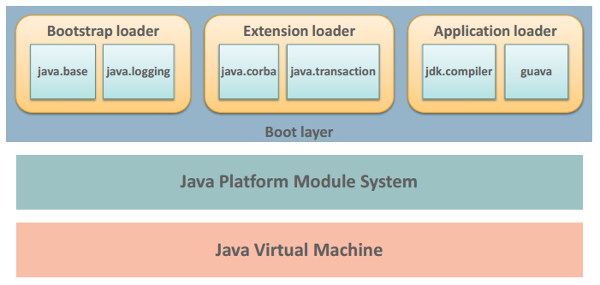 Bootstrap loader
java.base
java.logging
Extension loader
java.corba
java.transaction
Application loader
jdk.compiler
guava
Boot layer
Java Platform Module System
Java Virtual Machine